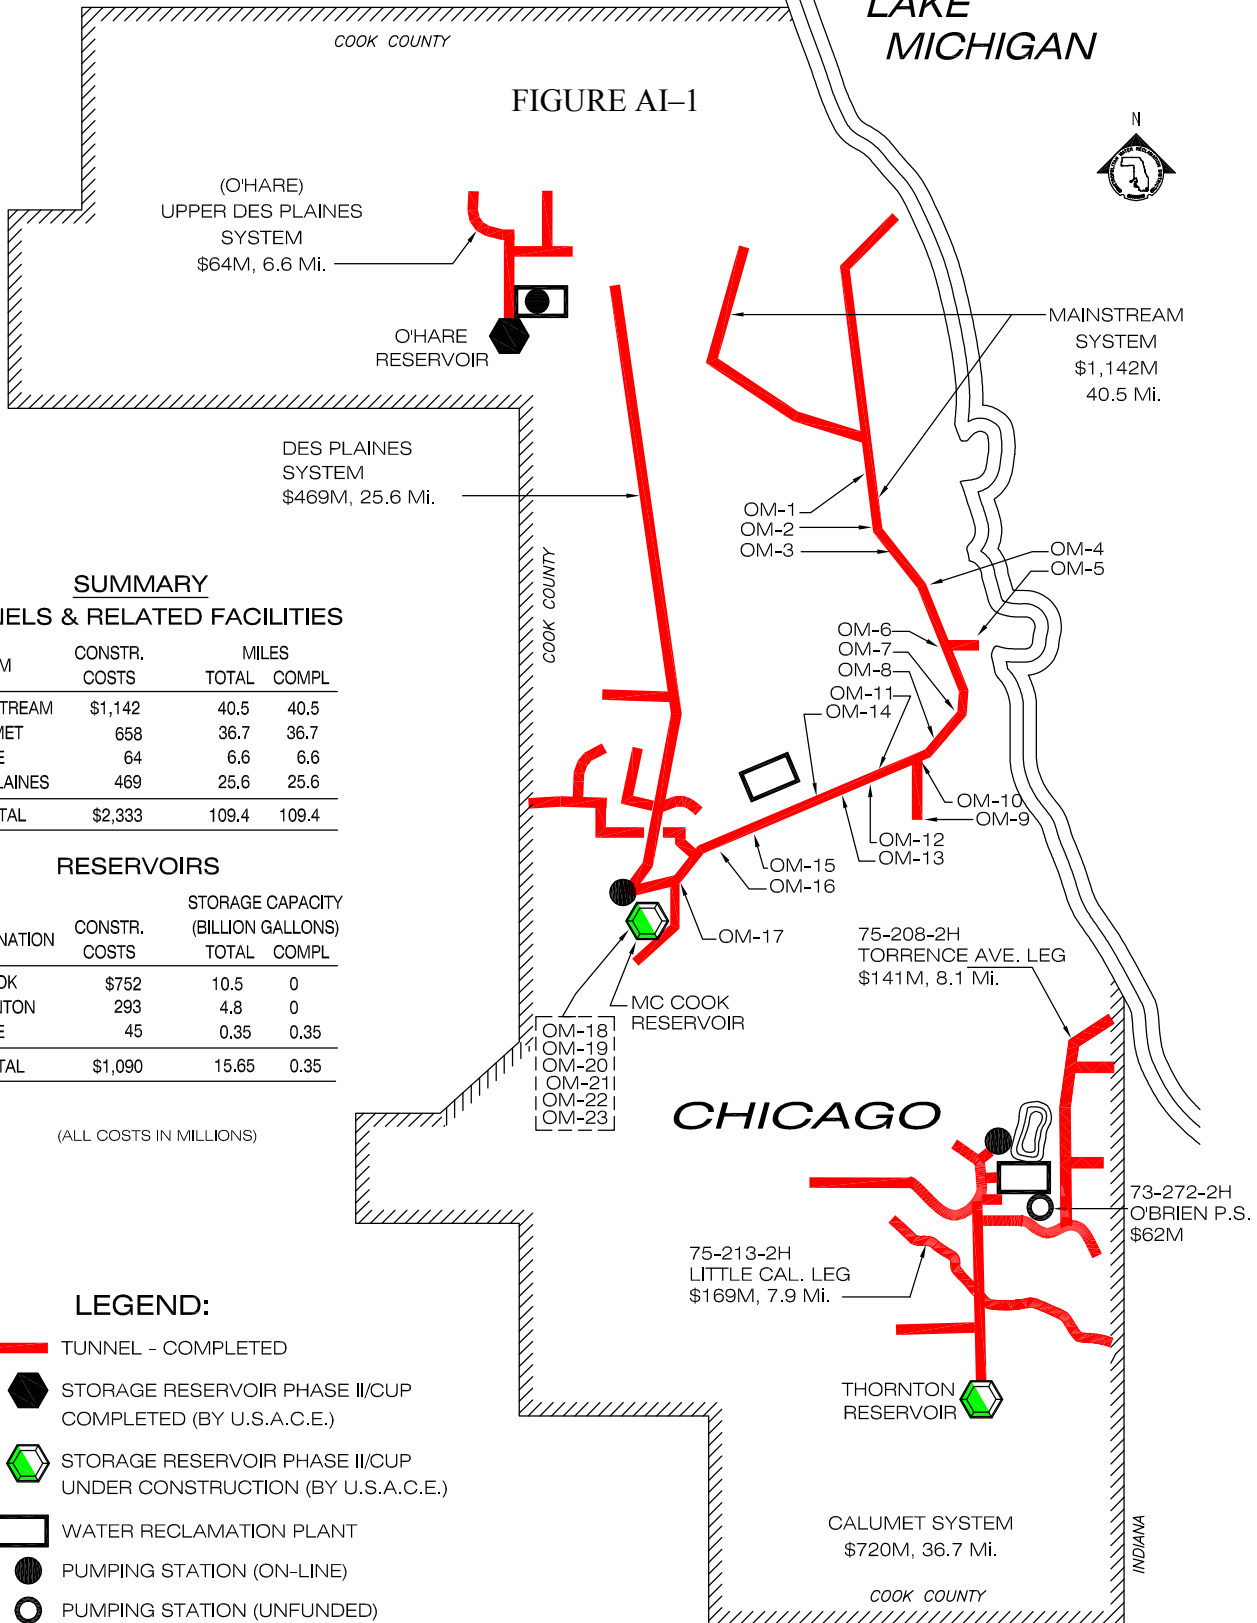 LAKE
MICHIGAN
COOK COUNTY
FIGURE AI–1
N
(O'HARE)
UPPER DES PLAINES
SYSTEM
$64M, 6.6 Mi.
O'HARE
RESERVOIR
MAINSTREAM
SYSTEM
$1,142M
40.5 Mi.
DES PLAINES
SYSTEM
$469M, 25.6 Mi.
OM-1
OM-2
OM-3
OM-4
OM-5
COOK COUNTY
OM-6
OM-7
OM-8
OM-11
OM-14
OM-10
OM-9
OM-12
OM-13
OM-15
OM-16
OM-17
SUMMARY
NELS & RELATED FACILITIES
M CONSTR. COSTS MILES TOTAL COMPL
TREAM $1,142 40.5 40.5
MET 658 36.7 36.7
E 64 6.6 6.6
LAINES 469 25.6 25.6
TAL $2,333 109.4 109.4
RESERVOIRS
STORAGE CAPACITY
NATION CONSTR. (BILLION GALLONS)
COSTS TOTAL COMPL
OK $752 10.5 0
NTON 293 4.8 0
E 45 0.35 0.35
TAL $1,090 15.65 0.35
(ALL COSTS IN MILLIONS)
MC COOK
RESERVOIR
OM-18
OM-19
OM-20
OM-21
OM-22
OM-23
75-208-2H
TORRENCE AVE. LEG
$141M, 8.1 Mi.
CHICAGO
73-272-2H
O'BRIEN P.S.
$62M
75-213-2H
LITTLE CAL. LEG
$169M, 7.9 Mi.
THORNTON
RESERVOIR
CALUMET SYSTEM
$720M, 36.7 Mi.
INDIANA
COOK COUNTY
LEGEND:
TUNNEL - COMPLETED
STORAGE RESERVOIR PHASE II/CUP
COMPLETED (BY U.S.A.C.E.)
STORAGE RESERVOIR PHASE II/CUP
UNDER CONSTRUCTION (BY U.S.A.C.E.)
WATER RECLAMATION PLANT
PUMPING STATION (ON-LINE)
PUMPING STATION (UNFUNDED)